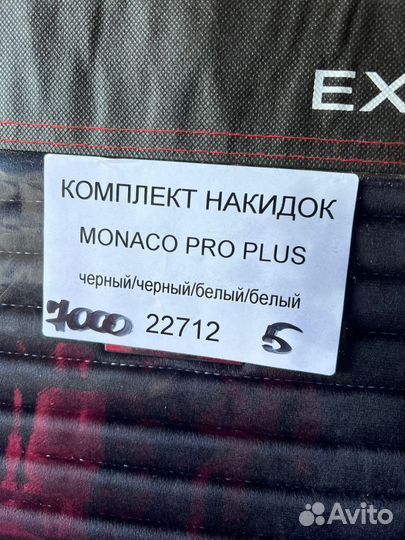 EX
КОМПЛЕКТ НАКИДОК
MONACO PRO PLUS
черный/черный/белый/белый
7000 22712 5
Avito